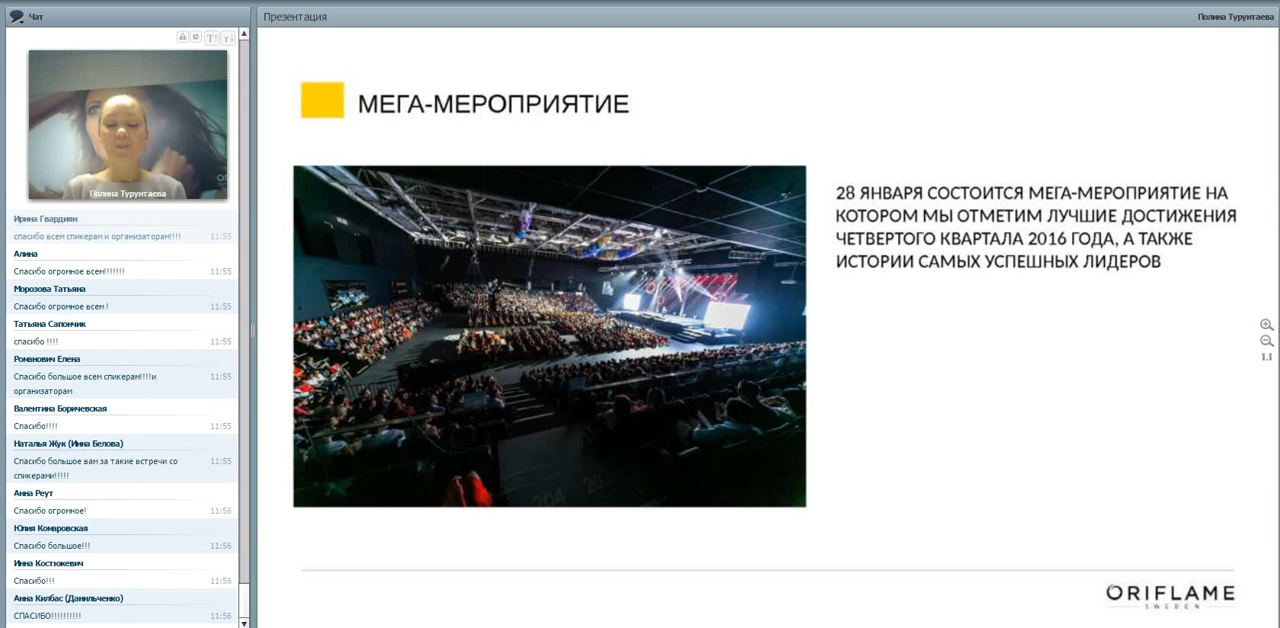 Чат
Полина Турунтаева
Ирина Гвардиян
спасибо всем спикерам и организаторам!!!! 11:55
Алина
Спасибо огромное всем!!!!!!! 11:55
Морозова Татьяна
Спасибо огромное всем ! 11:55
Татьяна Сапончик
спасибо !!!! 11:55
Романович Елена
Спасибо большое всем спикерам!!!!и 11:55
организаторам
Валентина Боричевская
Спасибо!!!! 11:55
Наталья Жук (Инна Белова)
Спасибо большое вам за такие встречи со 11:55
спикерами!!!!!
Анна Реут
Спасибо огромное! 11:56
Юлия Комаровская
Спасибо большое!!! 11:56
Инна Костюкевич
Спасибо!!! 11:56
Анна Килбас (Данильченко)
СПАСИБО!!!!!!!!!! 11:56
Презентация
Полина Турунтаева
МЕГА-МЕРОПРИЯТИЕ
28 ЯНВАРЯ СОСТОИТСЯ МЕГА-МЕРОПРИЯТИЕ НА
КОТОРОМ МЫ ОТМЕТИМ ЛУЧШИЕ ДОСТИЖЕНИЯ
ЧЕТВЕРТОГО КВАРТАЛА 2016 ГОДА, А ТАКЖЕ
ИСТОРИИ САМЫХ УСПЕШНЫХ ЛИДЕРОВ
1:1
ORIFLAME
SWEDEN